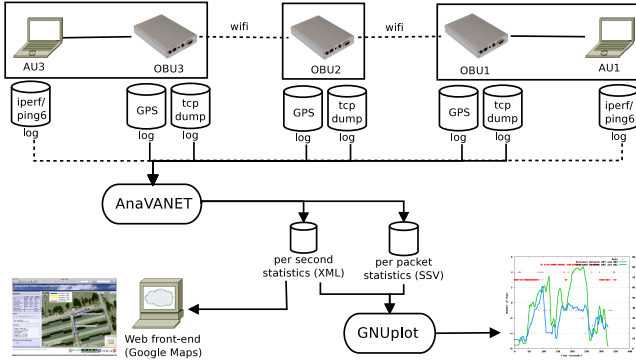 wifi
wifi
AU3
OBU3
OBU2
OBU1
AU1
iperf/
ping6
GPS
tcp
dump
GPS
tcp
dump
GPS
tcp
dump
iperf/
ping6
log
log
log
log
log
log
log
log
AnaVANET
per second
statistics (XML)
per packet
statistics (SSV)
Web front-end
(Google Maps)
GNUplot